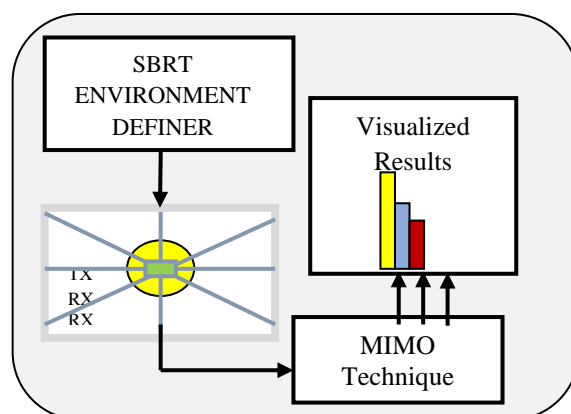 SBRT
ENVIRONMENT
DEFINER
Visualized
Results
TX
RX
RX
MIMO
Technique